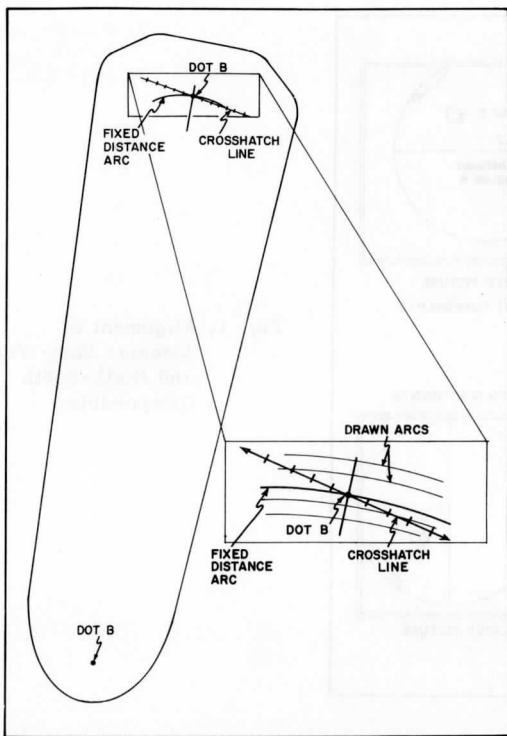 DOT B
FIXED
DISTANCE
ARC
CROSSHATCH
LINE
DRAWN ARCS
DOT B
FIXED
DISTANCE
ARC
CROSSHATCH
LINE
DOT B